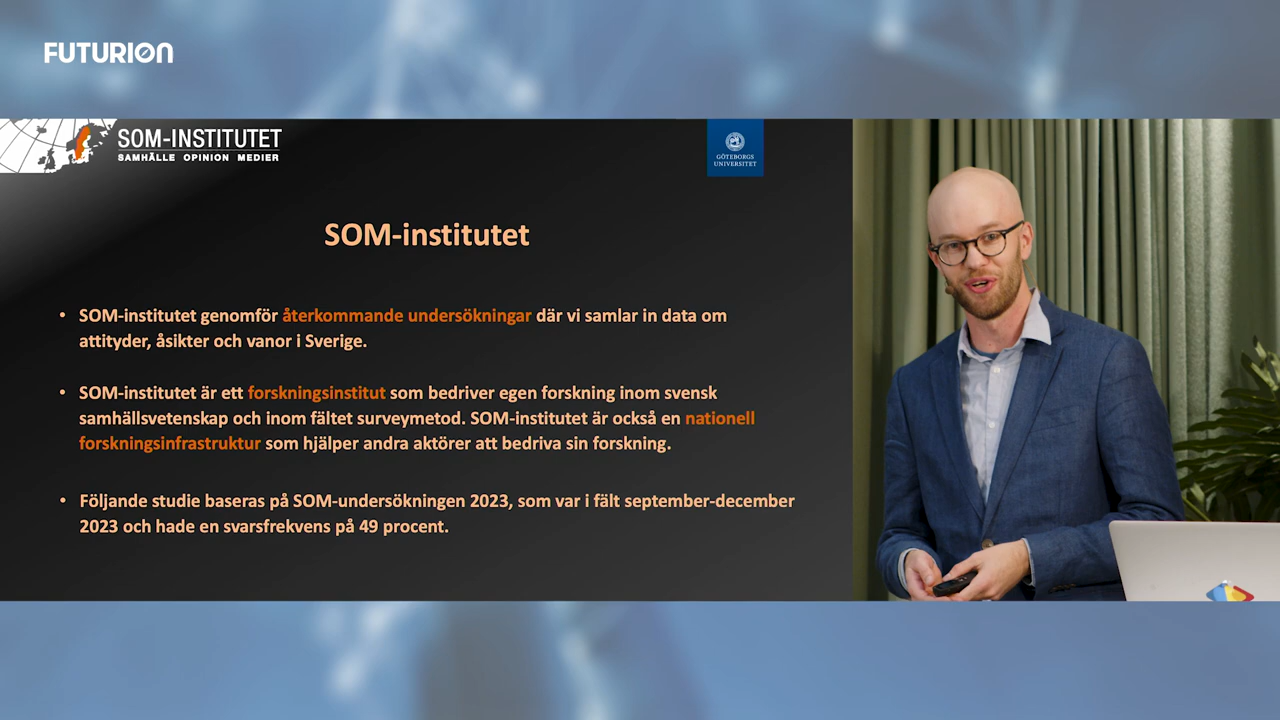 FUTURION
SOM-INSTITUTET
SAMHÄLLE OPINION MEDIER
GÖTEBORGS
UNIVERSITET
SOM-institutet
• SOM-institutet genomför återkommande undersökningar där vi samlar in data om
attityder, åsikter och vanor i Sverige.
• SOM-institutet är ett forskningsinstitut som bedriver egen forskning inom svensk
samhällsvetenskap och inom fältet surveymetod. SOM-institutet är också en nationell
forskningsinfrastruktur som hjälper andra aktörer att bedriva sin forskning.
• Följande studie baseras på SOM-undersökningen 2023, som var i fält september-december
2023 och hade en svarsfrekvens på 49 procent.